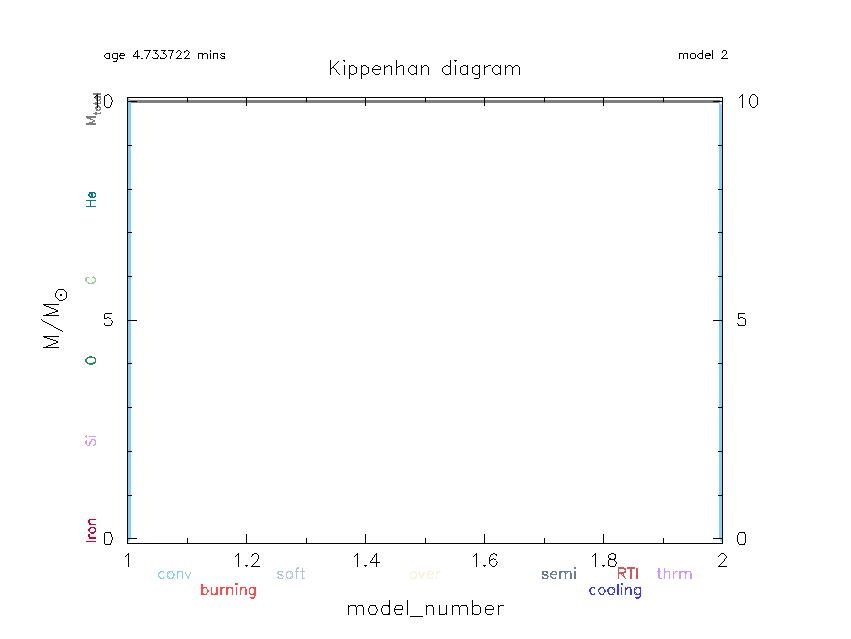 age 4.733722 mins
model 2
Kippenhan diagram
M_total
10
10
He
C
M/M☉
5
5
O
Si
Iron
0
0
1 1.2 1.4 1.6 1.8 2
conv soft over semi RTI thrm
burning cooling
model_number